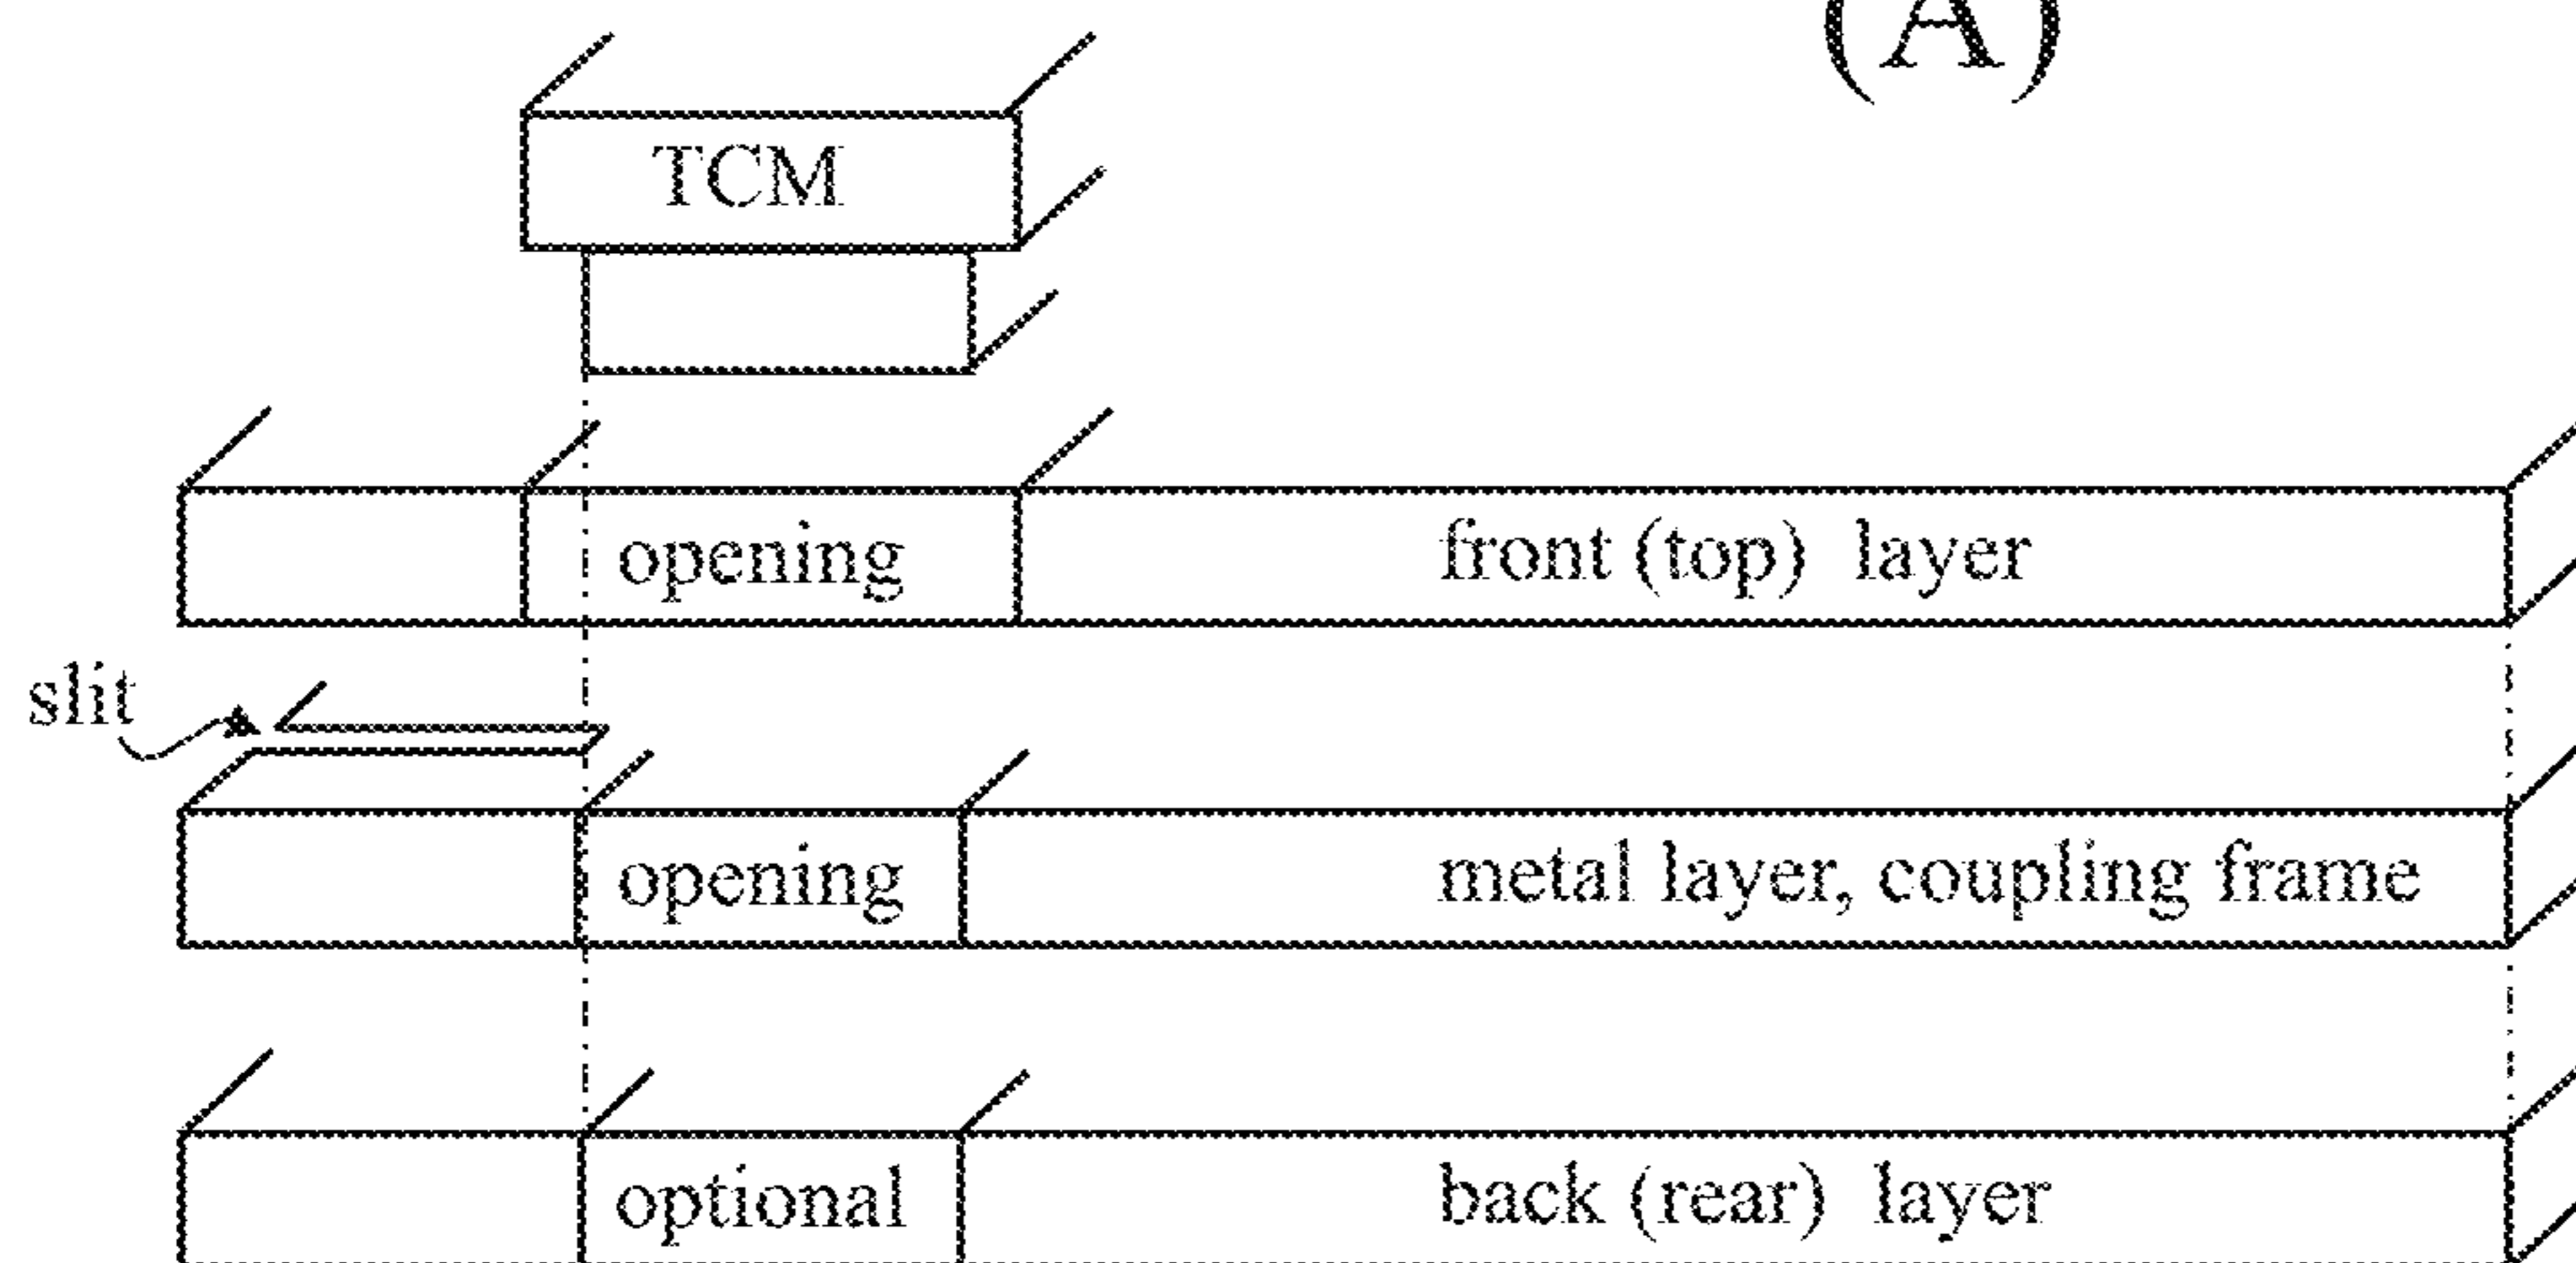 (A)
TCM
opening
front (top) layer
slit
opening
metal layer, coupling frame
optional
back (rear) layer